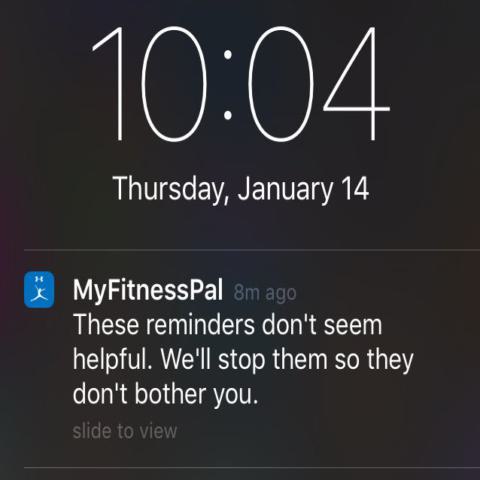 10:04
Thursday, January 14
MyFitnessPal 8m ago
These reminders don't seem
helpful. We'll stop them so they
don't bother you.
slide to view